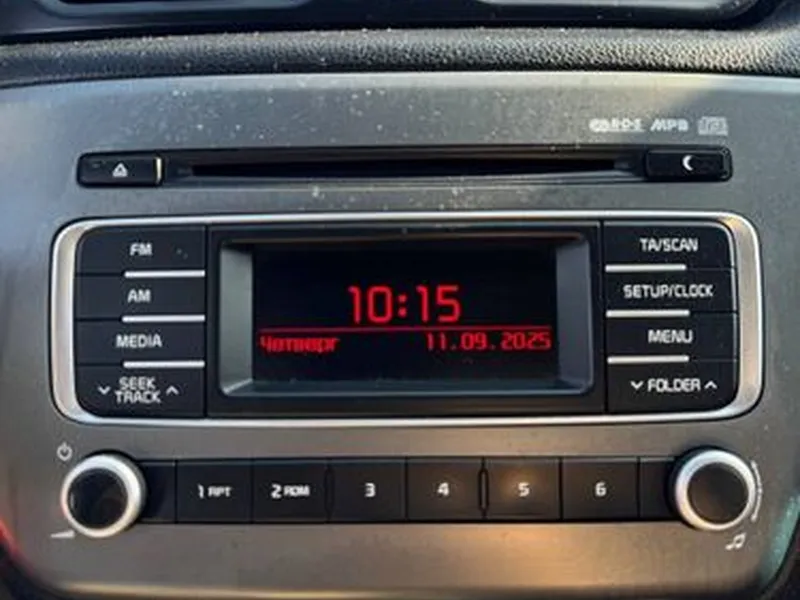 RDS MP3
FM
AM
MEDIA
SEEK
TRACK
10:15
Четверг 11.09.2025
TA/SCAN
SETUP/CLOCK
MENU
FOLDER
1 RPT 2 RDM 3 4 5 6